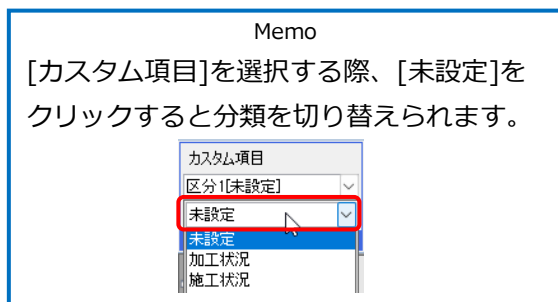 Memo
[カスタム項目]を選択する際、[未設定]を
クリックすると分類を切り替えられます。
カスタム項目
区分1[未設定]
未設定
未設定
加工状況
施工状況